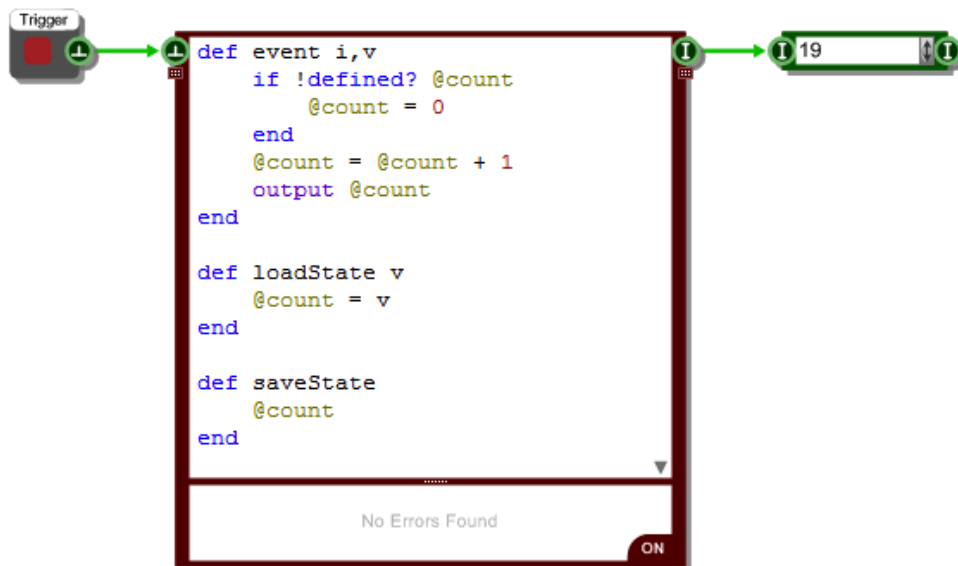 Trigger
def event i,v
    if !defined? @count
        @count = 0
    end
    @count = @count + 1
    output @count
end

def loadState v
    @count = v
end

def saveState
    @count
end
No Errors Found
ON
19